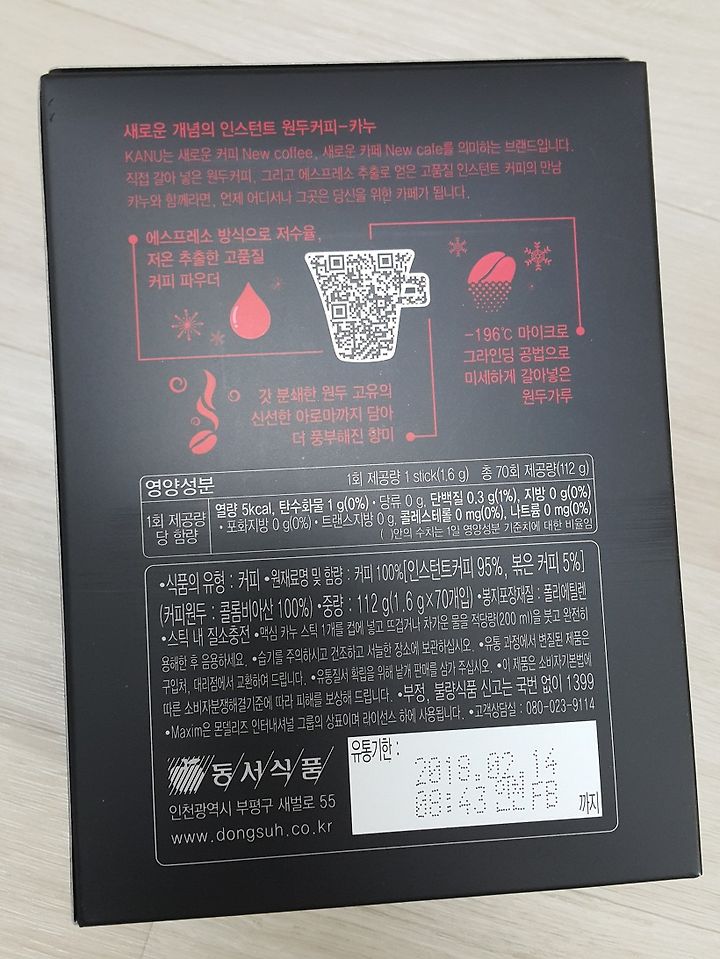 새로운 개념의 인스턴트 원두커피-카누
KANU는 새로운 커피 New coffee, 새로운 카페 New cafe를 의미하는 브랜드입니다.
직접 갈아 넣은 원두커피, 그리고 에스프레소 추출로 얻은 고품질 인스턴트 커피의 만남
카누와 함께라면, 언제 어디서나 그곳은 당신을 위한 카페가 됩니다.
에스프레소 방식으로 저수율,
저온 추출한 고품질
커피 파우더
-196℃ 마이크로
그라인딩 공법으로
미세하게 갈아넣은
원두가루
갓 분쇄한 원두 고유의
신선한 아로마까지 담아
더 풍부해진 향미
영양성분 1회 제공량 1 stick(1.6 g) 총 70회 제공량(112 g)
1회 제공량
당 함량
열량 5kcal, 탄수화물 1 g(0%) • 당류 0 g, 단백질 0.3 g(1%), 지방 0 g(0%)
• 포화지방 0 g(0%) • 트랜스지방 0 g, 콜레스테롤 0 mg(0%), 나트륨 0 mg(0%)
( )안의 수치는 1일 영양성분 기준치에 대한 비율임
•식품의 유형 : 커피 •원재료명 및 함량 : 커피 100%[인스턴트커피 95%, 볶은 커피 5%]
(커피원두 : 콜롬비아산 100%) •중량 : 112 g(1.6 g×70개입) •봉지포장재질 : 폴리에틸렌
•스틱 내 질소충전 •맥심 카누 스틱 1개를 컵에 넣고 뜨겁거나 차가운 물을 적당량(200 ml)을 붓고 완전히
용해한 후 음용하세요. •습기를 주의하시고 건조하고 서늘한 장소에 보관하십시오. •유통 과정에서 변질된 제품은
구입처, 대리점에서 교환하여 드립니다. •유통질서 확립을 위해 낱개 판매를 삼가 주십시오. •이 제품은 소비자기본법에
따른 소비자분쟁해결기준에 따라 피해를 보상해 드립니다. •부정, 불량식품 신고는 국번 없이 1399
•Maxim은 몬델리즈 인터내셔널 그룹의 상표이며 라이선스 하에 사용됩니다. •고객상담실 : 080-023-9114
동서식품
인천광역시 부평구 새벌로 55
www.dongsuh.co.kr
유통기한 :
2019.02.14
08:43 인천FB
까지